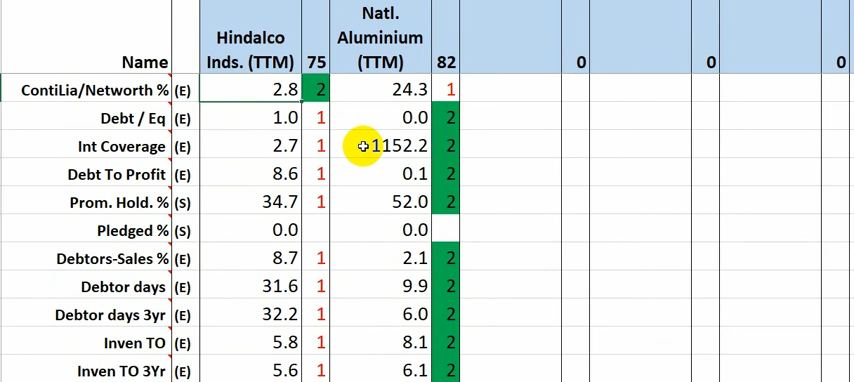 Name Hindalco Inds. (TTM) 75 Natl. Aluminium (TTM) 82 0 0 0
ContiLia/Networth % (E) 2.8 2 24.3 1
Debt / Eq (E) 1.0 1 0.0 2
Int Coverage (E) 2.7 1 1152.2 2
Debt To Profit (E) 8.6 1 0.1 2
Prom. Hold. % (S) 34.7 1 52.0 2
Pledged % (S) 0.0 0.0
Debtors-Sales % (E) 8.7 1 2.1 2
Debtor days (E) 31.6 1 9.9 2
Debtor days 3yr (E) 32.2 1 6.0 2
Inven TO (E) 5.8 1 8.1 2
Inven TO 3Yr (E) 5.6 1 6.1 2